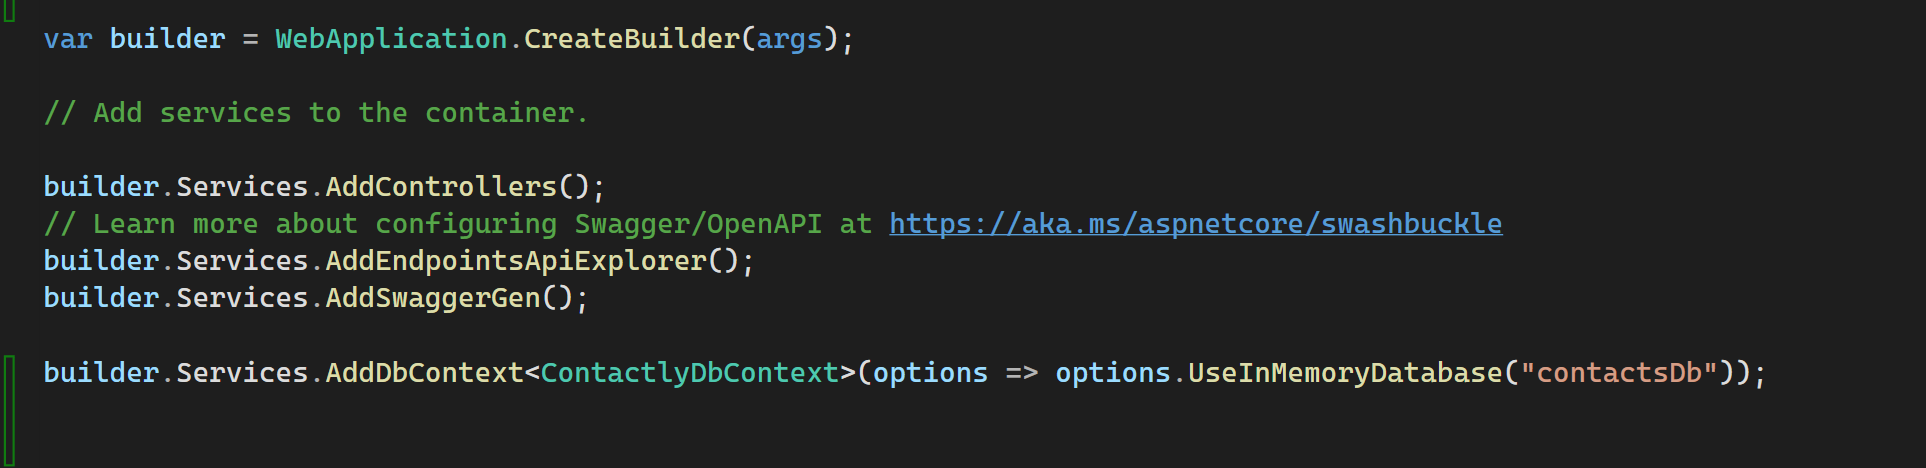 var builder = WebApplication.CreateBuilder(args);
// Add services to the container.
builder.Services.AddControllers();
// Learn more about configuring Swagger/OpenAPI at https://aka.ms/aspnetcore/swashbuckle
builder.Services.AddEndpointsApiExplorer();
builder.Services.AddSwaggerGen();
builder.Services.AddDbContext<ContactlyDbContext>(options => options.UseInMemoryDatabase("contactsDb"));